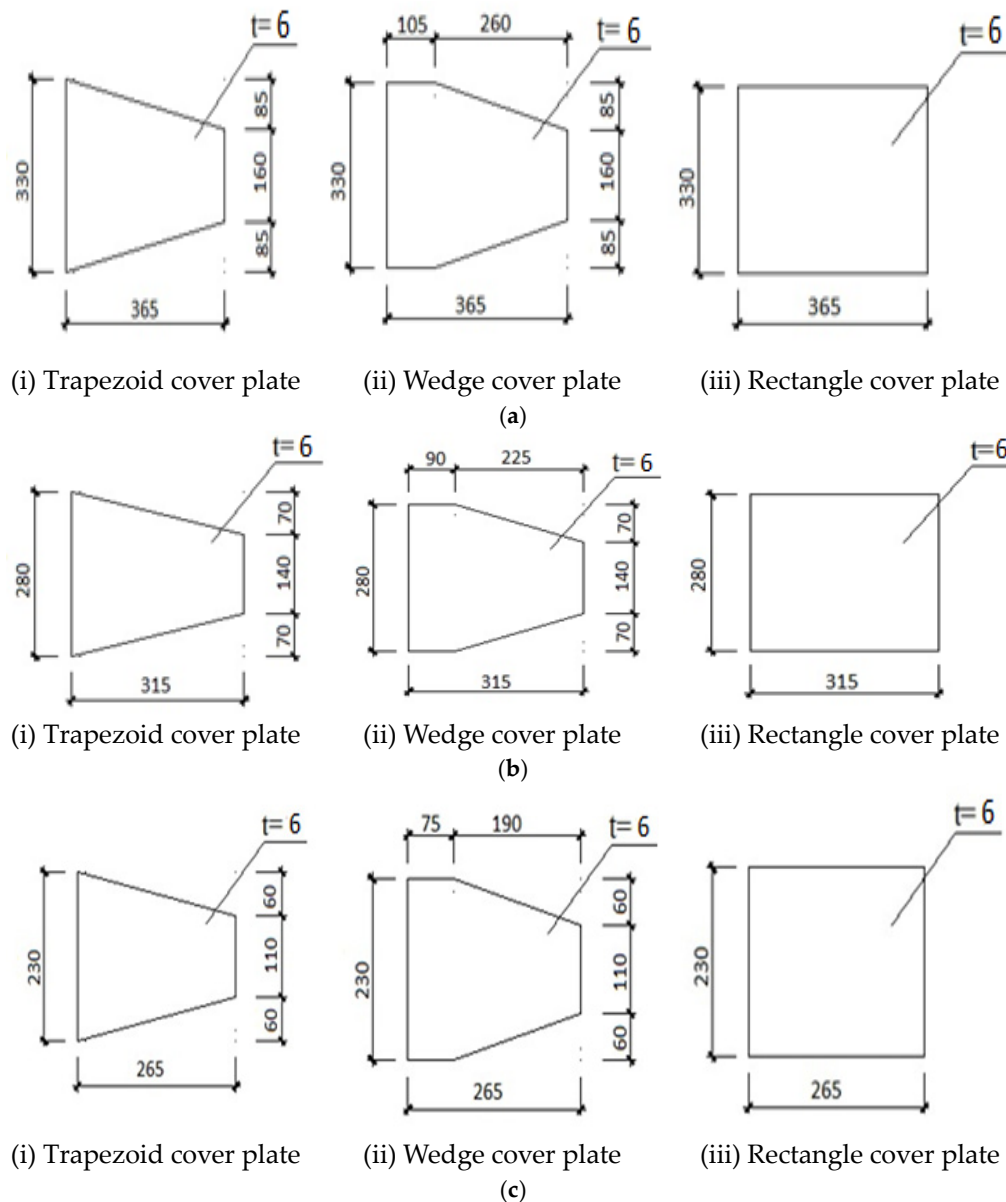 t= 6
105 260
t= 6
t=6
330
85
160
85
330
85
160
85
330
365
365
365
(i) Trapezoid cover plate (ii) Wedge cover plate (iii) Rectangle cover plate
(a)
t= 6
90 225
t=6
t=6
280
70
140
70
280
70
140
70
280
315
315
315
(i) Trapezoid cover plate (ii) Wedge cover plate (iii) Rectangle cover plate
(b)
t= 6
75 190
t=6
t= 6
230
60
110
60
230
60
110
60
230
265
265
265
(i) Trapezoid cover plate (ii) Wedge cover plate (iii) Rectangle cover plate
(c)